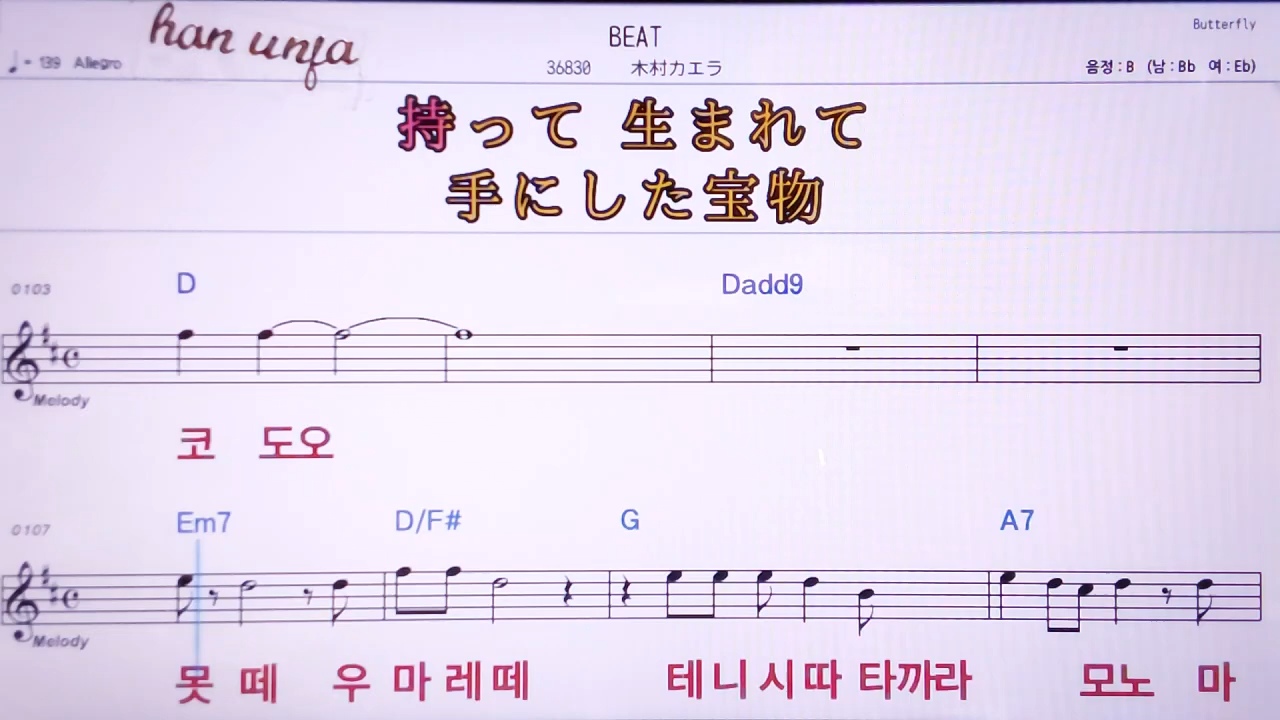 han unja
BEAT
Butterfly
♩= 139 Allegro
36830 木村カエラ
음정:B (남:Bb 여:Eb)
持って 生まれて
手にした宝物
D Dadd9
0103
Melody
코 도오
Em7 D/F# G A7
0107
Melody
못 떼 우 마 레 떼 테 니 시 따 타까라 모노 마